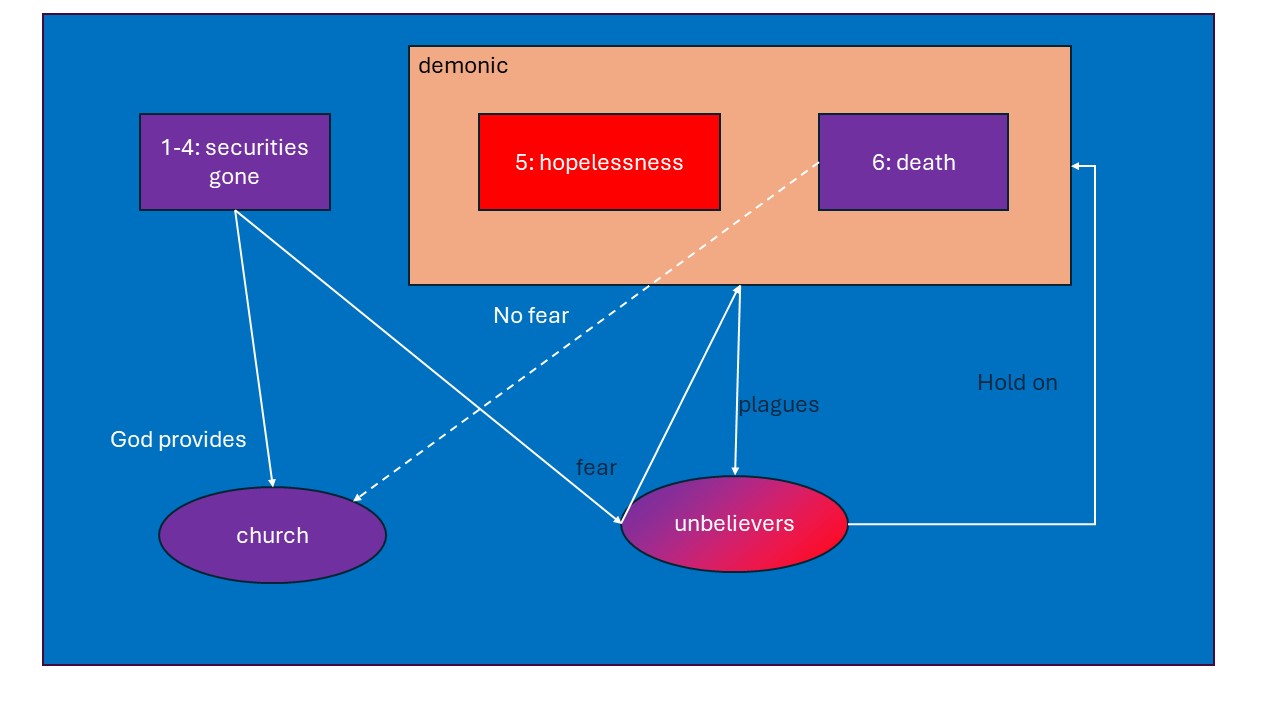 demonic
1-4: securities
gone
5: hopelessness
6: death
No fear
Hold on
plagues
God provides
fear
church
unbelievers